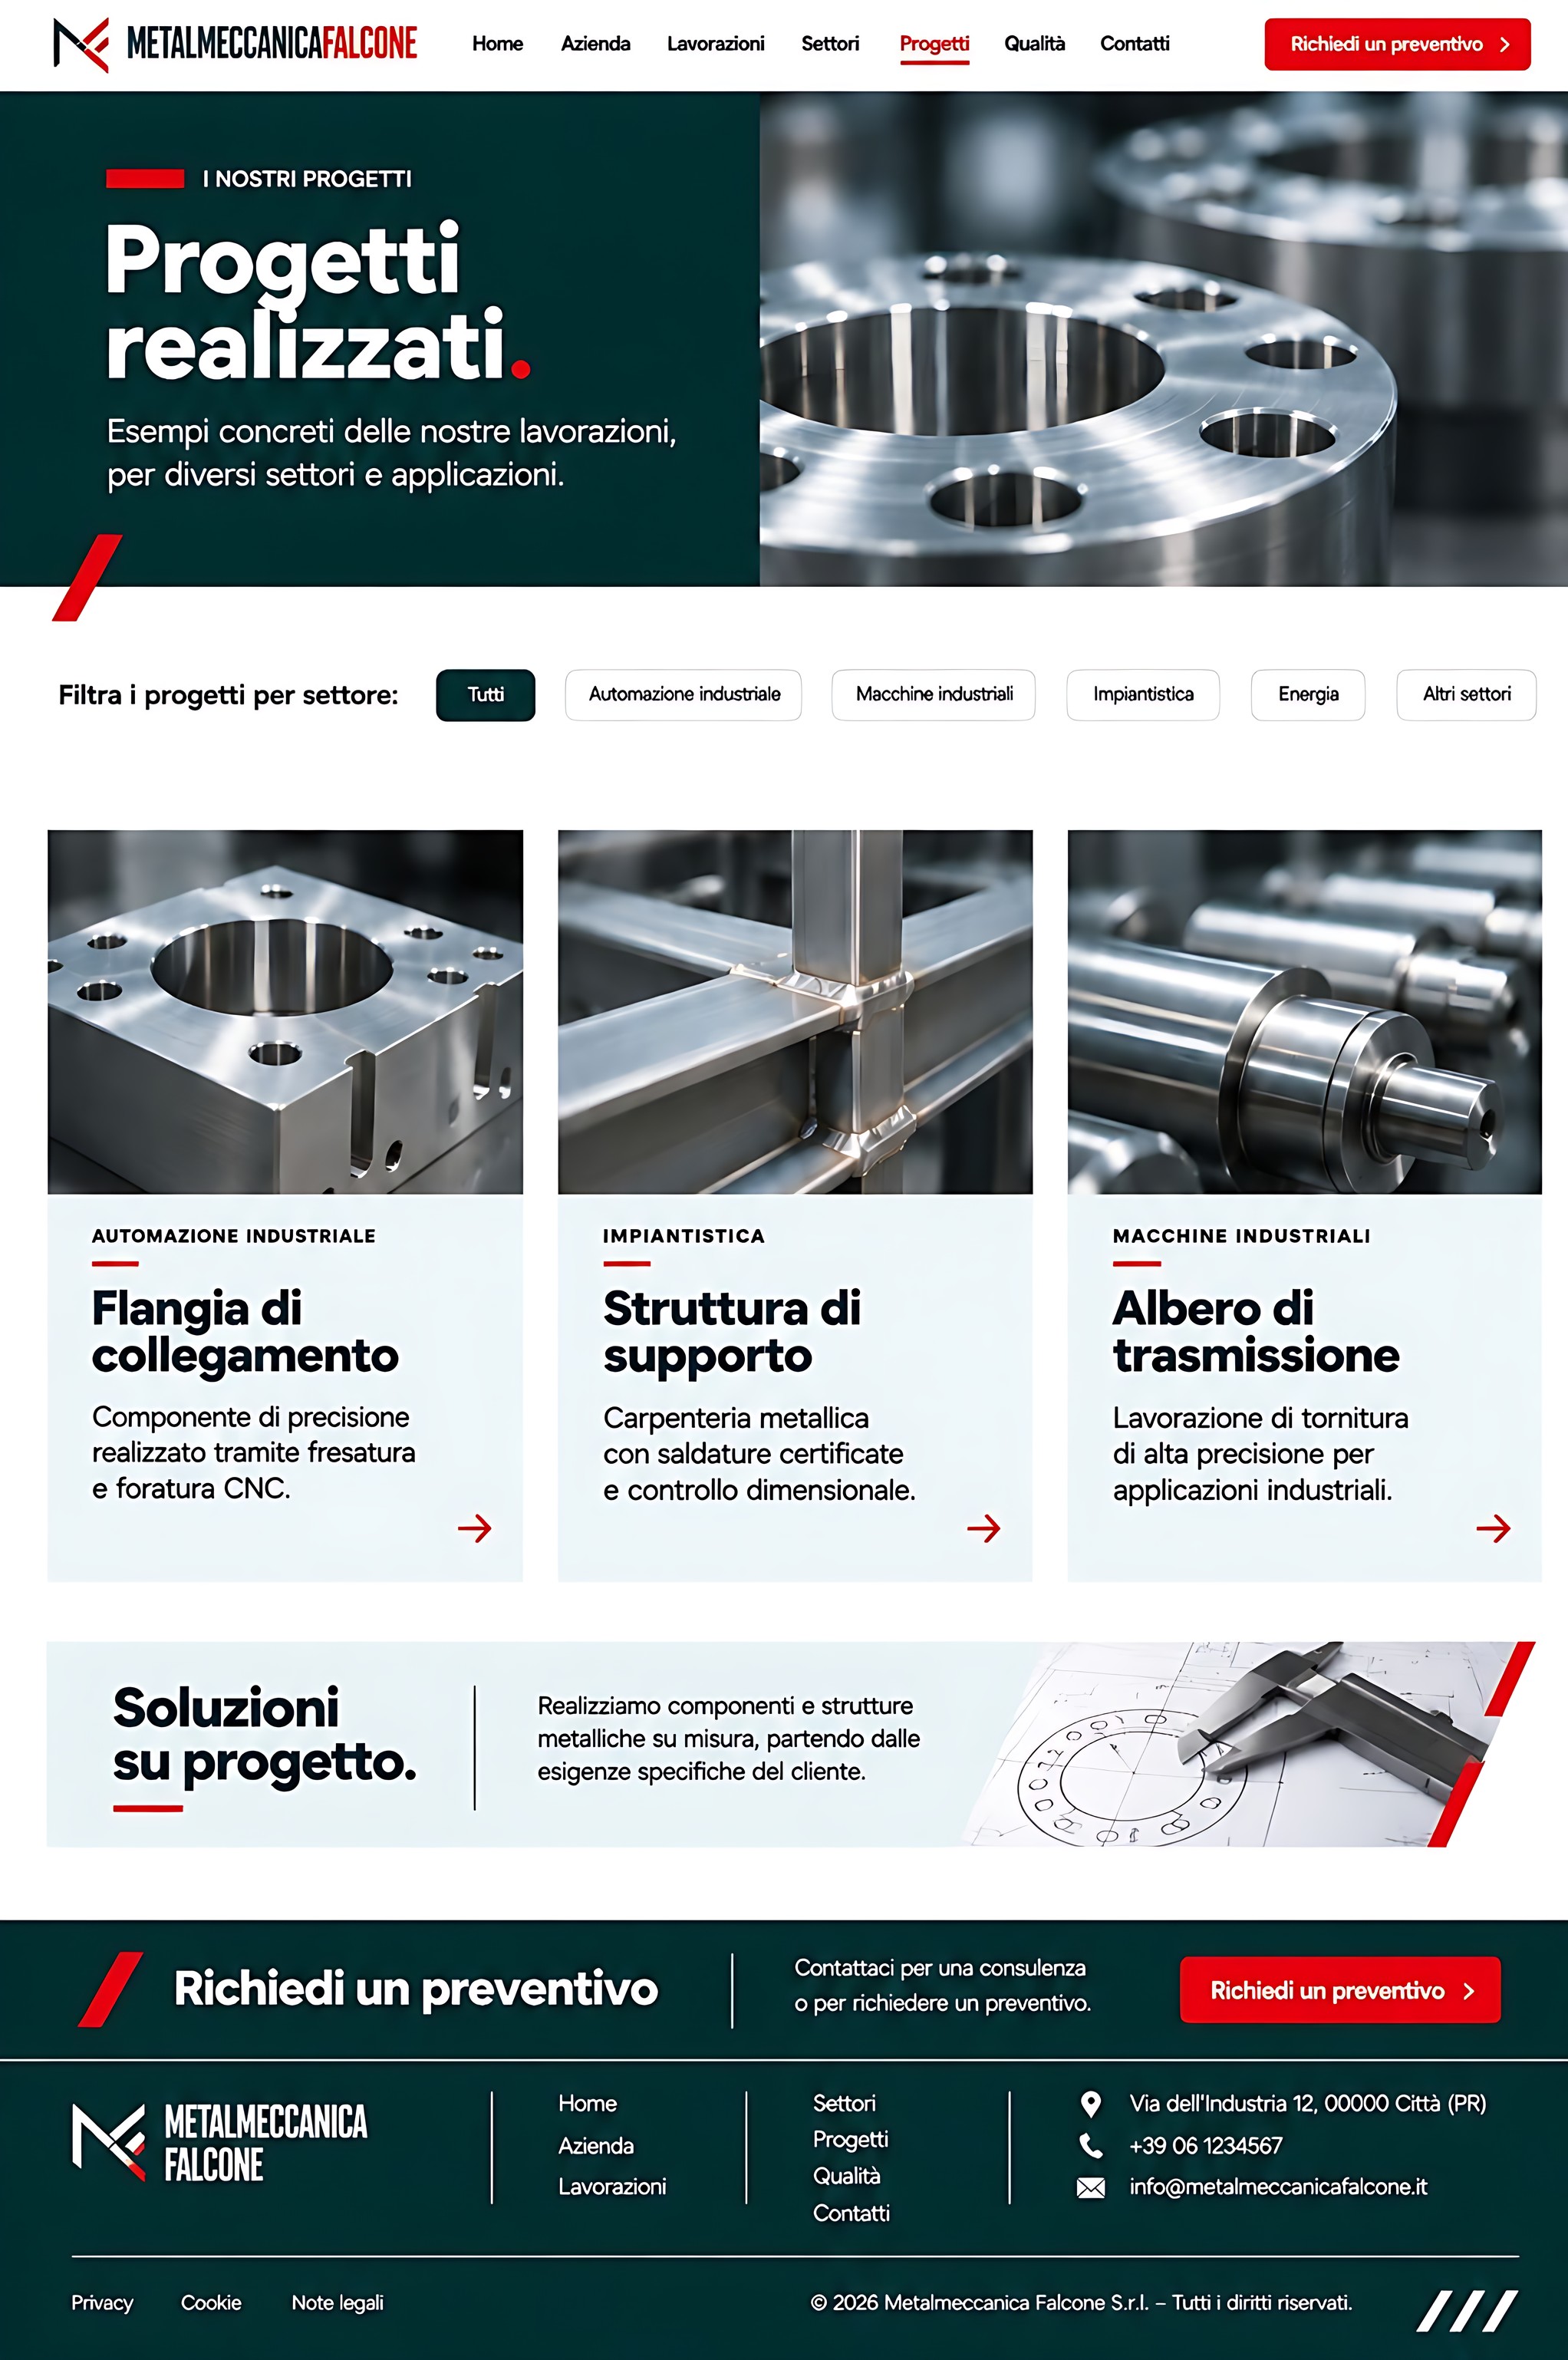 METALMECCANICAFALCONE
Home Azienda Lavorazioni Settori Progetti Qualità Contatti
Richiedi un preventivo
I NOSTRI PROGETTI
Progetti
realizzati.
Esempi concreti delle nostre lavorazioni,
per diversi settori e applicazioni.
Filtra i progetti per settore:
Tutti
Automazione industriale
Macchine industriali
Impiantistica
Energia
Altri settori
AUTOMAZIONE INDUSTRIALE
Flangia di
collegamento
Componente di precisione
realizzato tramite fresatura
e foratura CNC.
IMPIANTISTICA
Struttura di
supporto
Carpenteria metallica
con saldature certificate
e controllo dimensionale.
MACCHINE INDUSTRIALI
Albero di
trasmissione
Lavorazione di tornitura
di alta precisione per
applicazioni industriali.
Soluzioni
su progetto.
Realizziamo componenti e strutture
metalliche su misura, partendo dalle
esigenze specifiche del cliente.
Richiedi un preventivo
Contattaci per una consulenza
o per richiedere un preventivo.
Richiedi un preventivo
METALMECCANICA
FALCONE
Home
Azienda
Lavorazioni
Settori
Progetti
Qualità
Contatti
Via dell'Industria 12, 00000 Città (PR)
+39 06 1234567
info@metalmeccanicafalcone.it
Privacy Cookie Note legali
© 2026 Metalmeccanica Falcone S.r.l. – Tutti i diritti riservati.